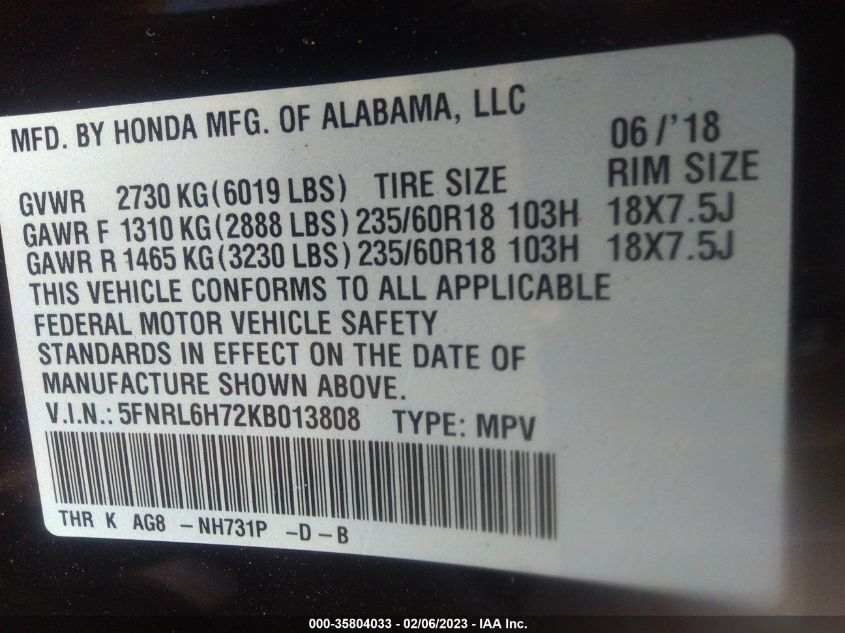 MFD. BY HONDA MFG. OF ALABAMA, LLC 06/'18
GVWR 2730 KG (6019 LBS) TIRE SIZE RIM SIZE
GAWR F 1310 KG (2888 LBS) 235/60R18 103H 18X7.5J
GAWR R 1465 KG (3230 LBS) 235/60R18 103H 18X7.5J
THIS VEHICLE CONFORMS TO ALL APPLICABLE
FEDERAL MOTOR VEHICLE SAFETY
STANDARDS IN EFFECT ON THE DATE OF
MANUFACTURE SHOWN ABOVE.
V.I.N.: 5FNRL6H72KB013808 TYPE: MPV
THR K AG8 - NH731P - D - B
000-35804033 - 02/06/2023 - IAA Inc.